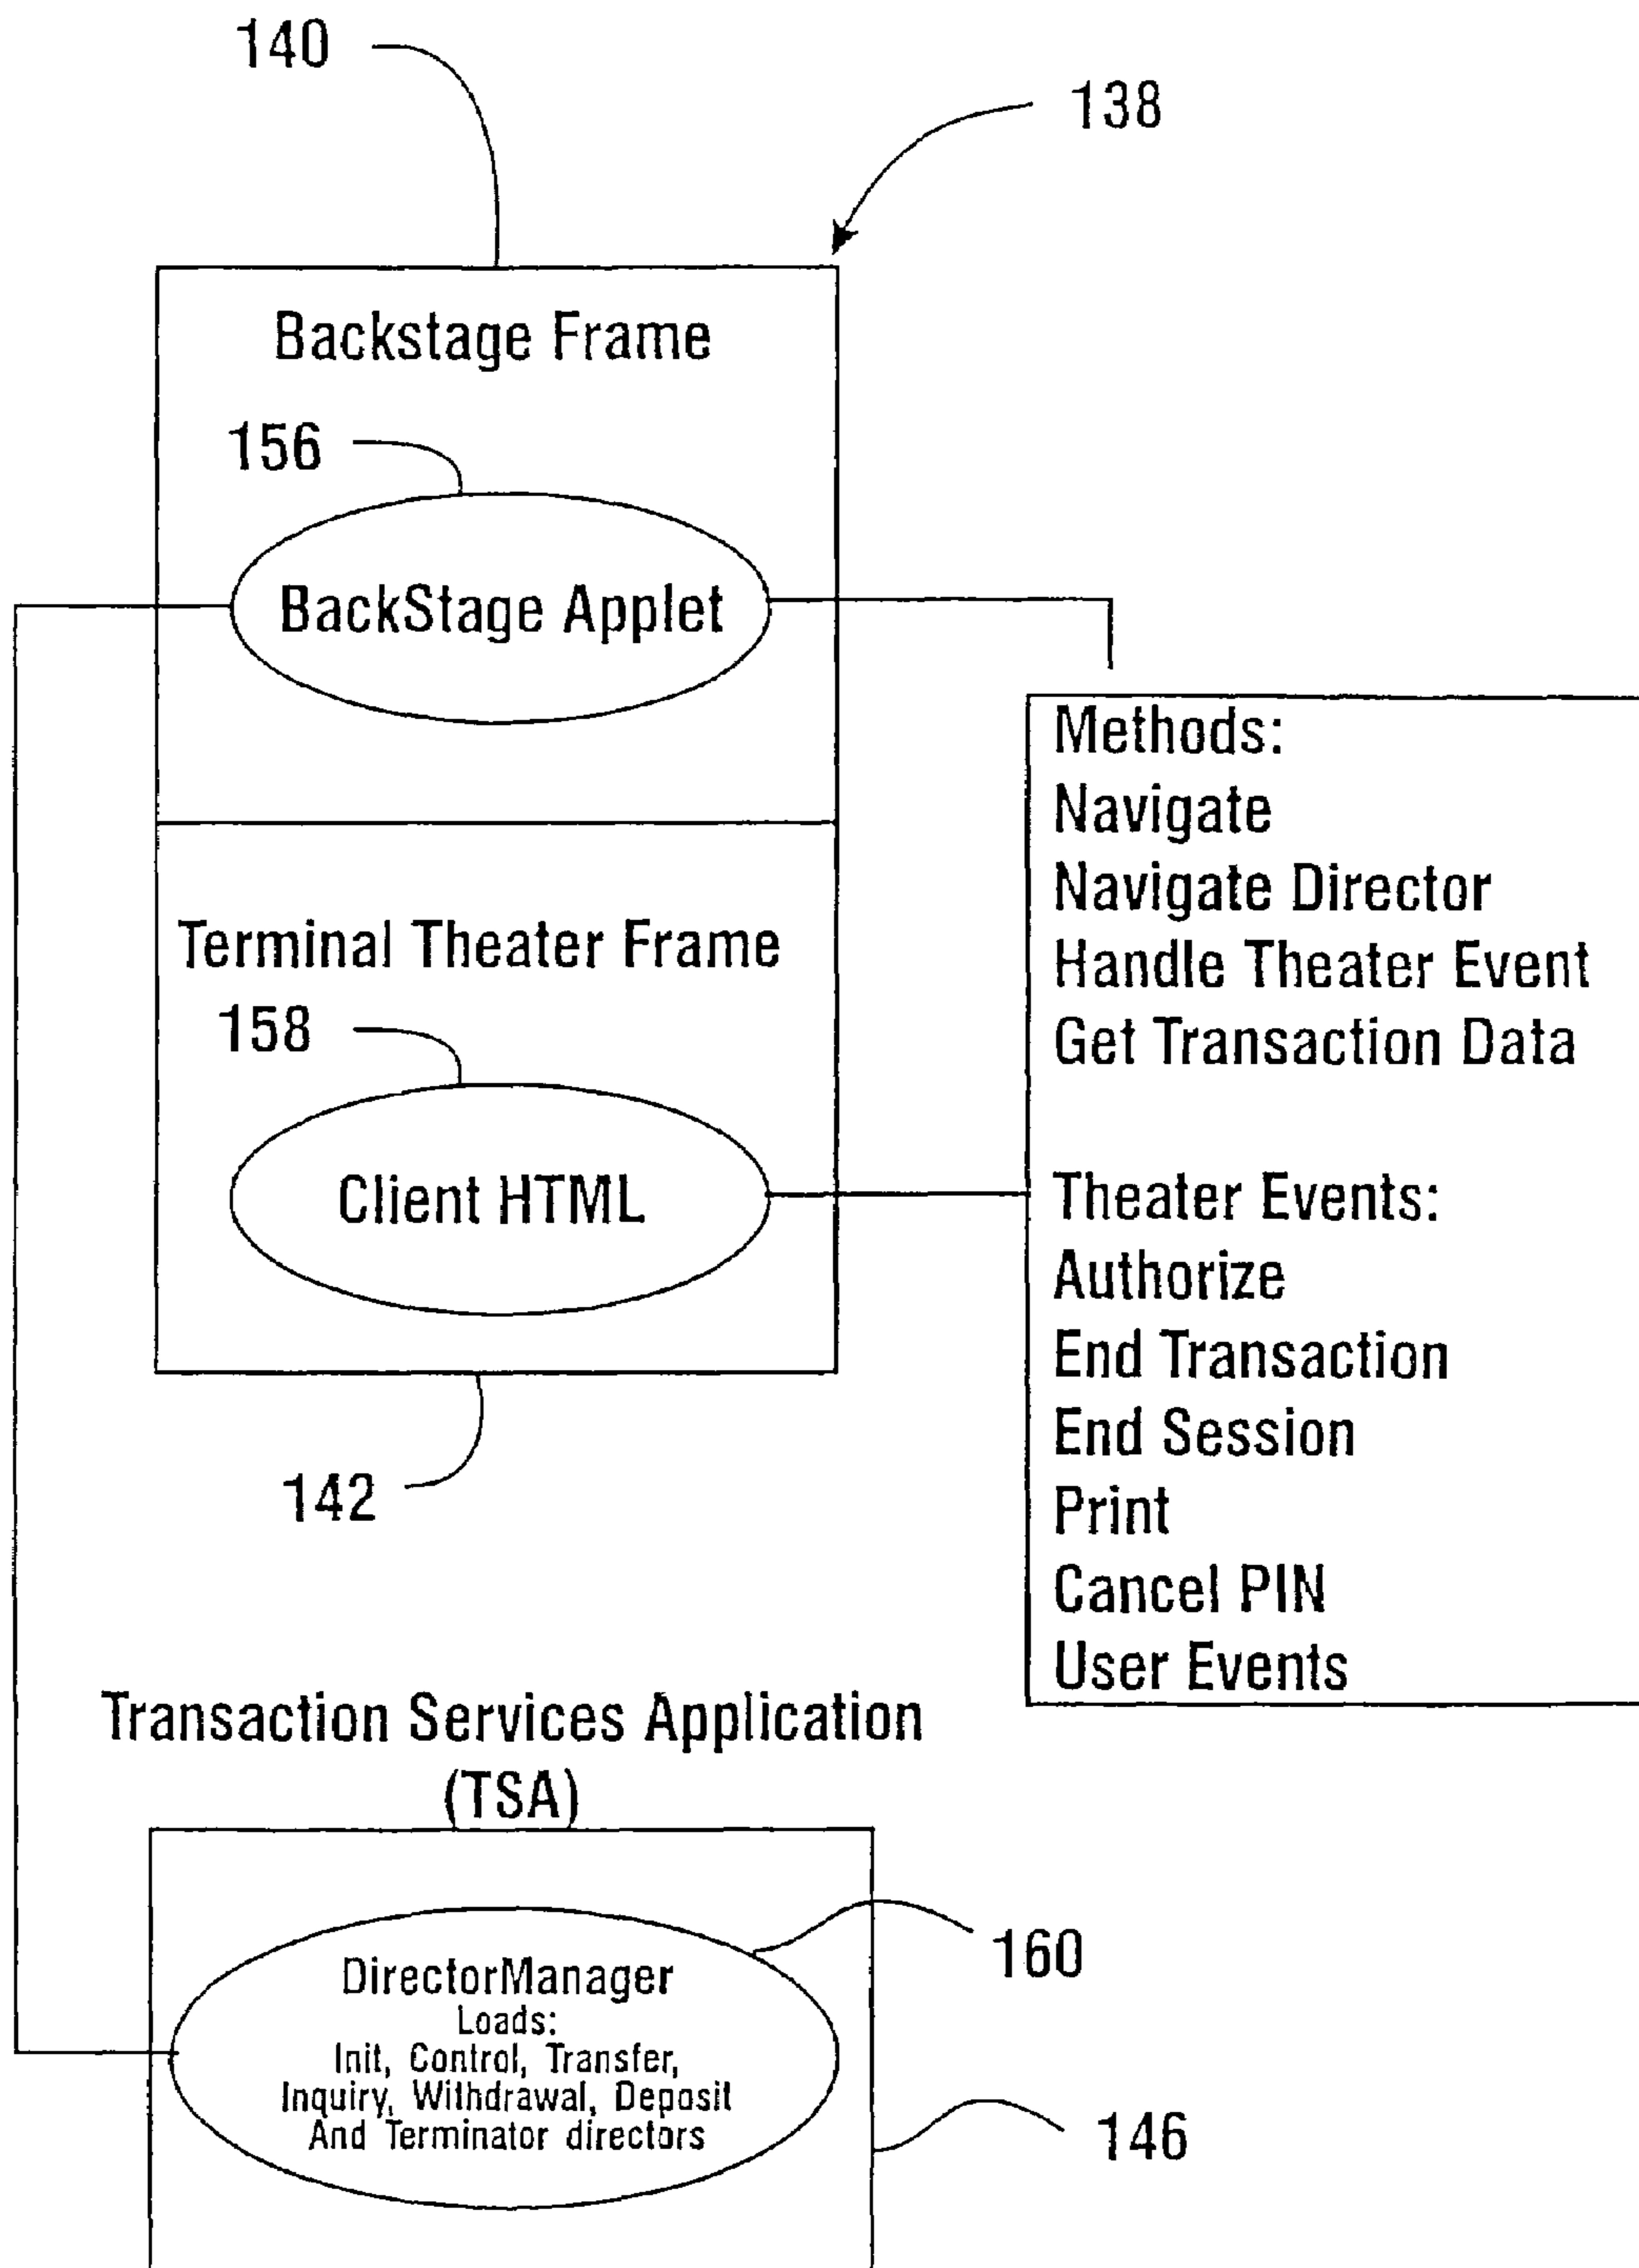 140
138
Backstage Frame
156
BackStage Applet
Methods:
Navigate
Navigate Director
Handle Theater Event
Get Transaction Data
Terminal Theater Frame
158
Client HTML
Theater Events:
Authorize
End Transaction
End Session
Print
Cancel PIN
User Events
142
Transaction Services Application
(TSA)
160
DirectorManager
Loads:
Init, Control, Transfer,
Inquiry, Withdrawal, Deposit
And Terminator directors
146